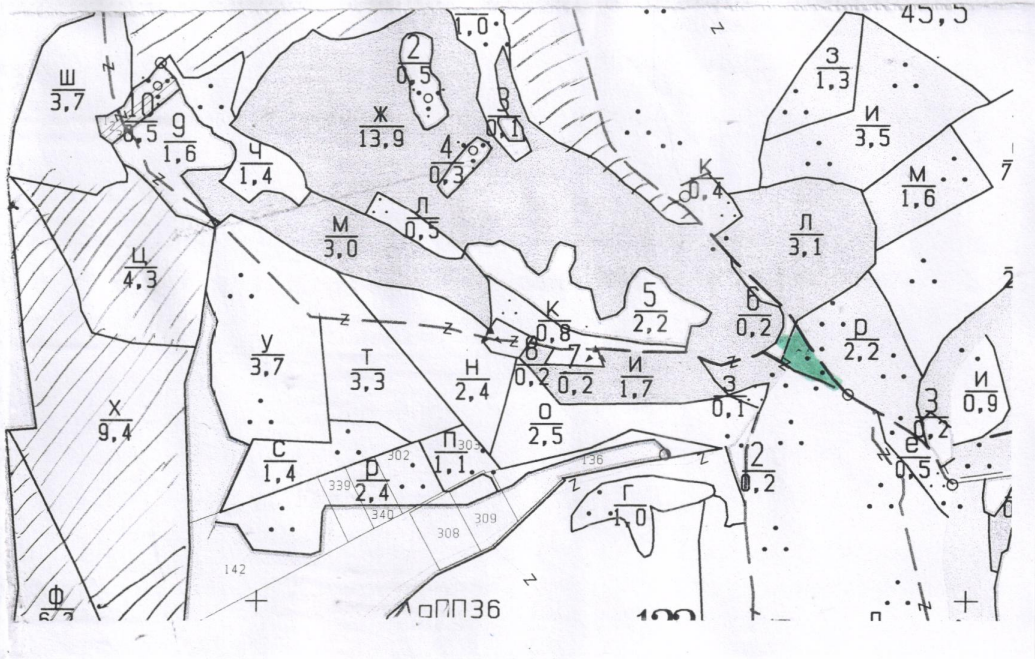 45,5
1,0
Ш
3,7
2
0,5
З
1,3
10
9
1,6
Ж
13,9
З
0,1
И
3,5
4
0,3
Ч
1,4
К
0,4
М
1,6
7
Л
0,5
М
3,0
Л
3,1
Ц
4,3
5
2,2
К
0,8
6
0,2
р
2,2
У
3,7
Т
3,3
Н
2,4
8
0,2
7
0,2
И
1,7
З
0,1
И
0,9
З
0,2
Х
9,4
О
2,5
е
0,5
П
1,1
303
302
С
1,4
р
2,4
339
340
136
2
0,2
Г
1,0
309
308
142
Ф
ПП36